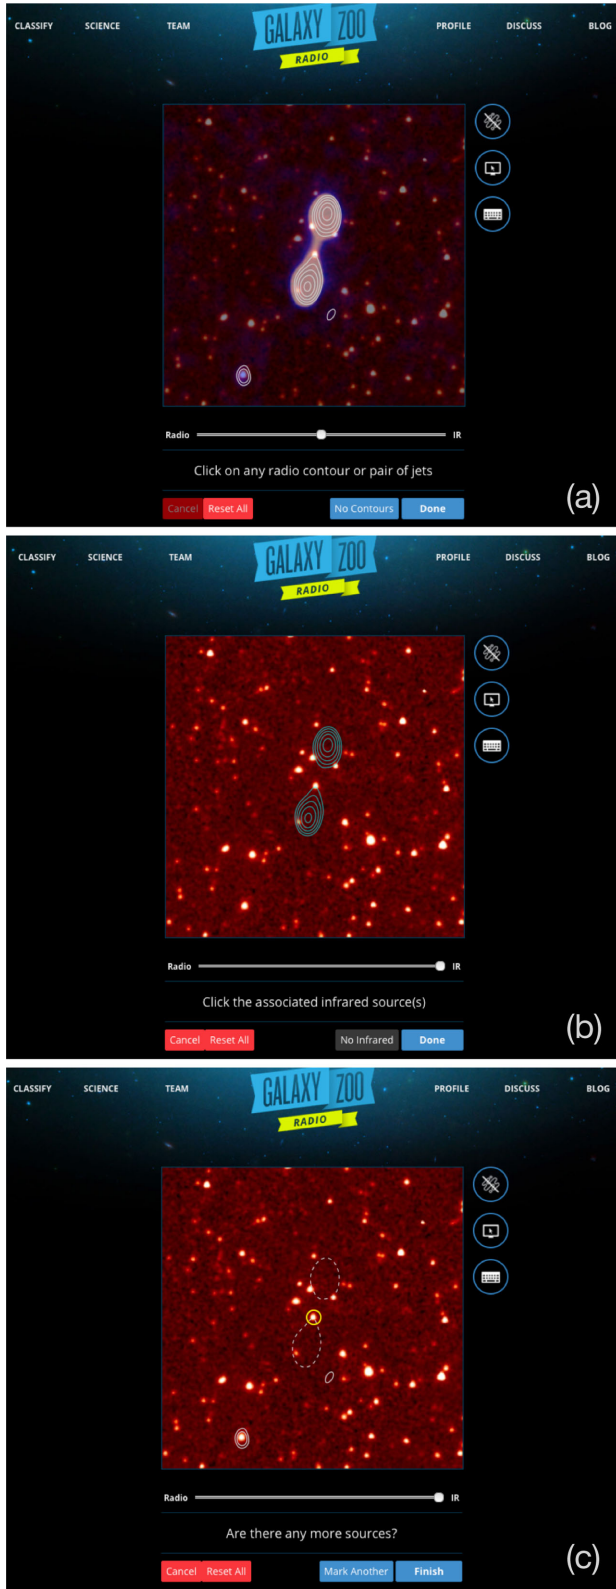 CLASSIFY SCIENCE TEAM GALAXY ZOO PROFILE DISCUSS BLOG
RADIO
Radio IR
Click on any radio contour or pair of jets
Cancel Reset All No Contours Done (a)
CLASSIFY SCIENCE TEAM GALAXY ZOO PROFILE DISCUSS BLOG
RADIO
Radio IR
Click the associated infrared source(s)
Cancel Reset All No Infrared Done (b)
CLASSIFY SCIENCE TEAM GALAXY ZOO PROFILE DISCUSS BLOG
RADIO
Radio IR
Are there any more sources?
Cancel Reset All Mark Another Finish (c)